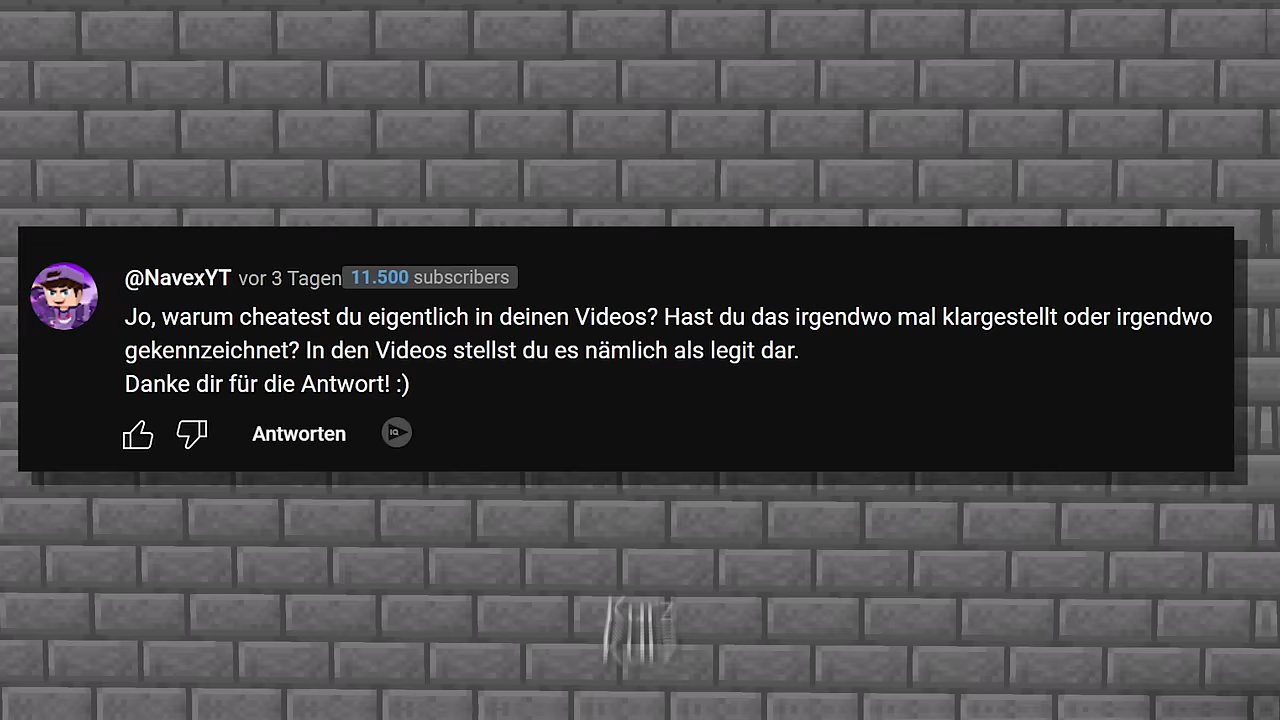 @NavexYT vor 3 Tagen 11.500 subscribers
Jo, warum cheatest du eigentlich in deinen Videos? Hast du das irgendwo mal klargestellt oder irgendwo
gekennzeichnet? In den Videos stellst du es nämlich als legit dar.
Danke dir für die Antwort! :)
Antworten